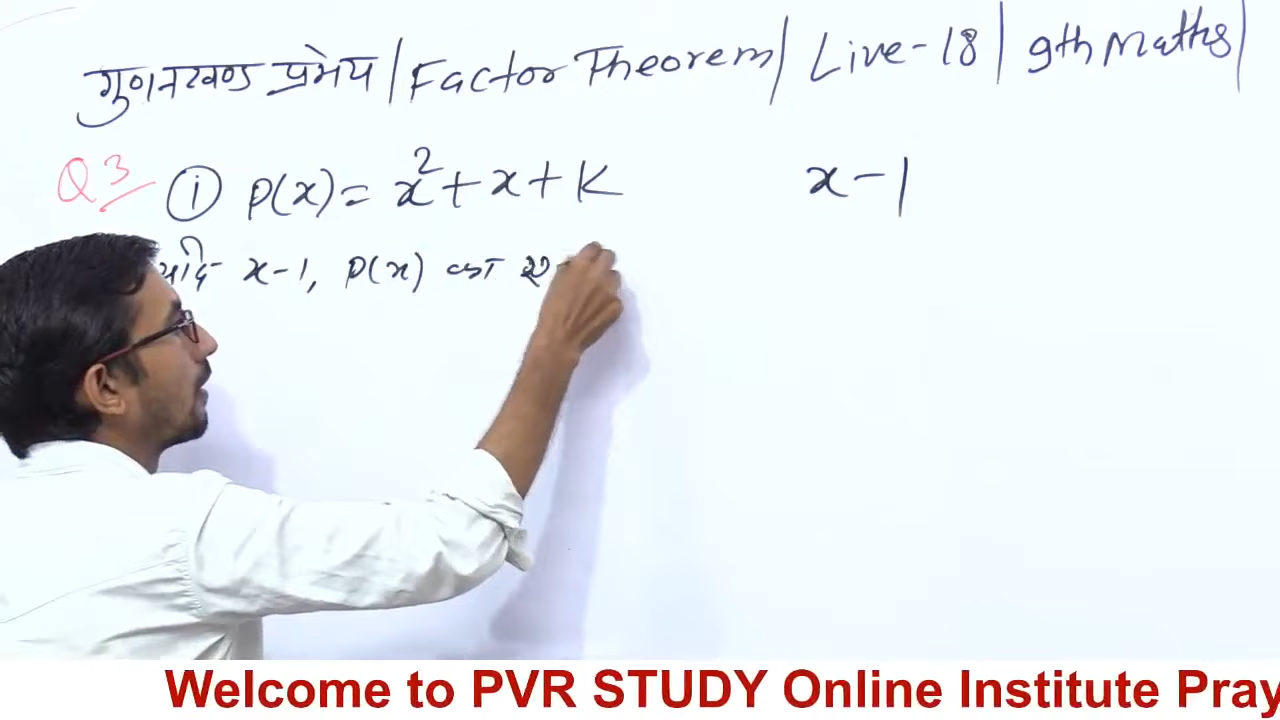 गुणनखण्ड प्रमेय | Factor Theorem | Live-18 | 9th Maths |
Q3 (i) P(x) = x² + x + K x - 1
यदि x-1, P(x) का
Welcome to PVR STUDY Online Institute Pray